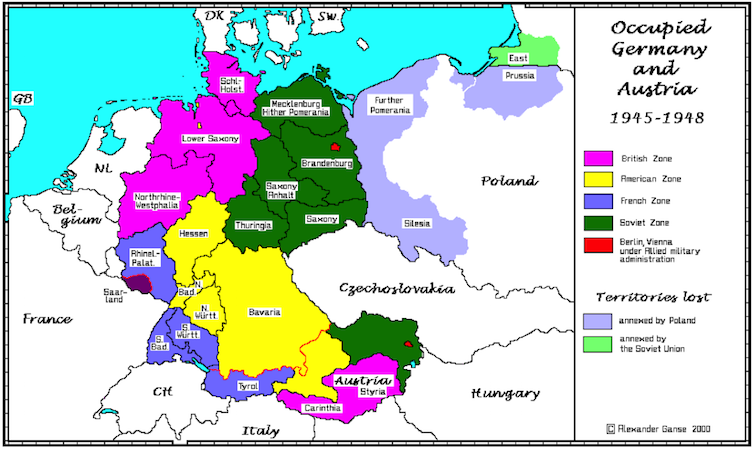 DK
SW
GB
NL
Bel-
gium
France
CH
Italy
Poland
Czechoslovakia
Hungary
Schl-
Holst.
Mecklenburg
Hither Pomerania
Further
Pomerania
East
Prussia
Lower Saxony
Brandenburg
Northrhine-
Westphalia
Saxony
Anhalt
Hessen
Thuringia
Saxony
Silesia
Rhinel-
Palat.
Saar-
land
N.
Bad.
N.
Württ.
S.
Württ.
S.
Bad.
Bavaria
Tyrol
Austria
Styria
Carinthia
Occupied
Germany
and
Austria
1945-1948
British Zone
American Zone
French Zone
Soviet Zone
Berlin, Vienna
under Allied military
administration
Territories lost
annexed by Poland
annexed by
the Soviet Union
© Alexander Ganse 2000